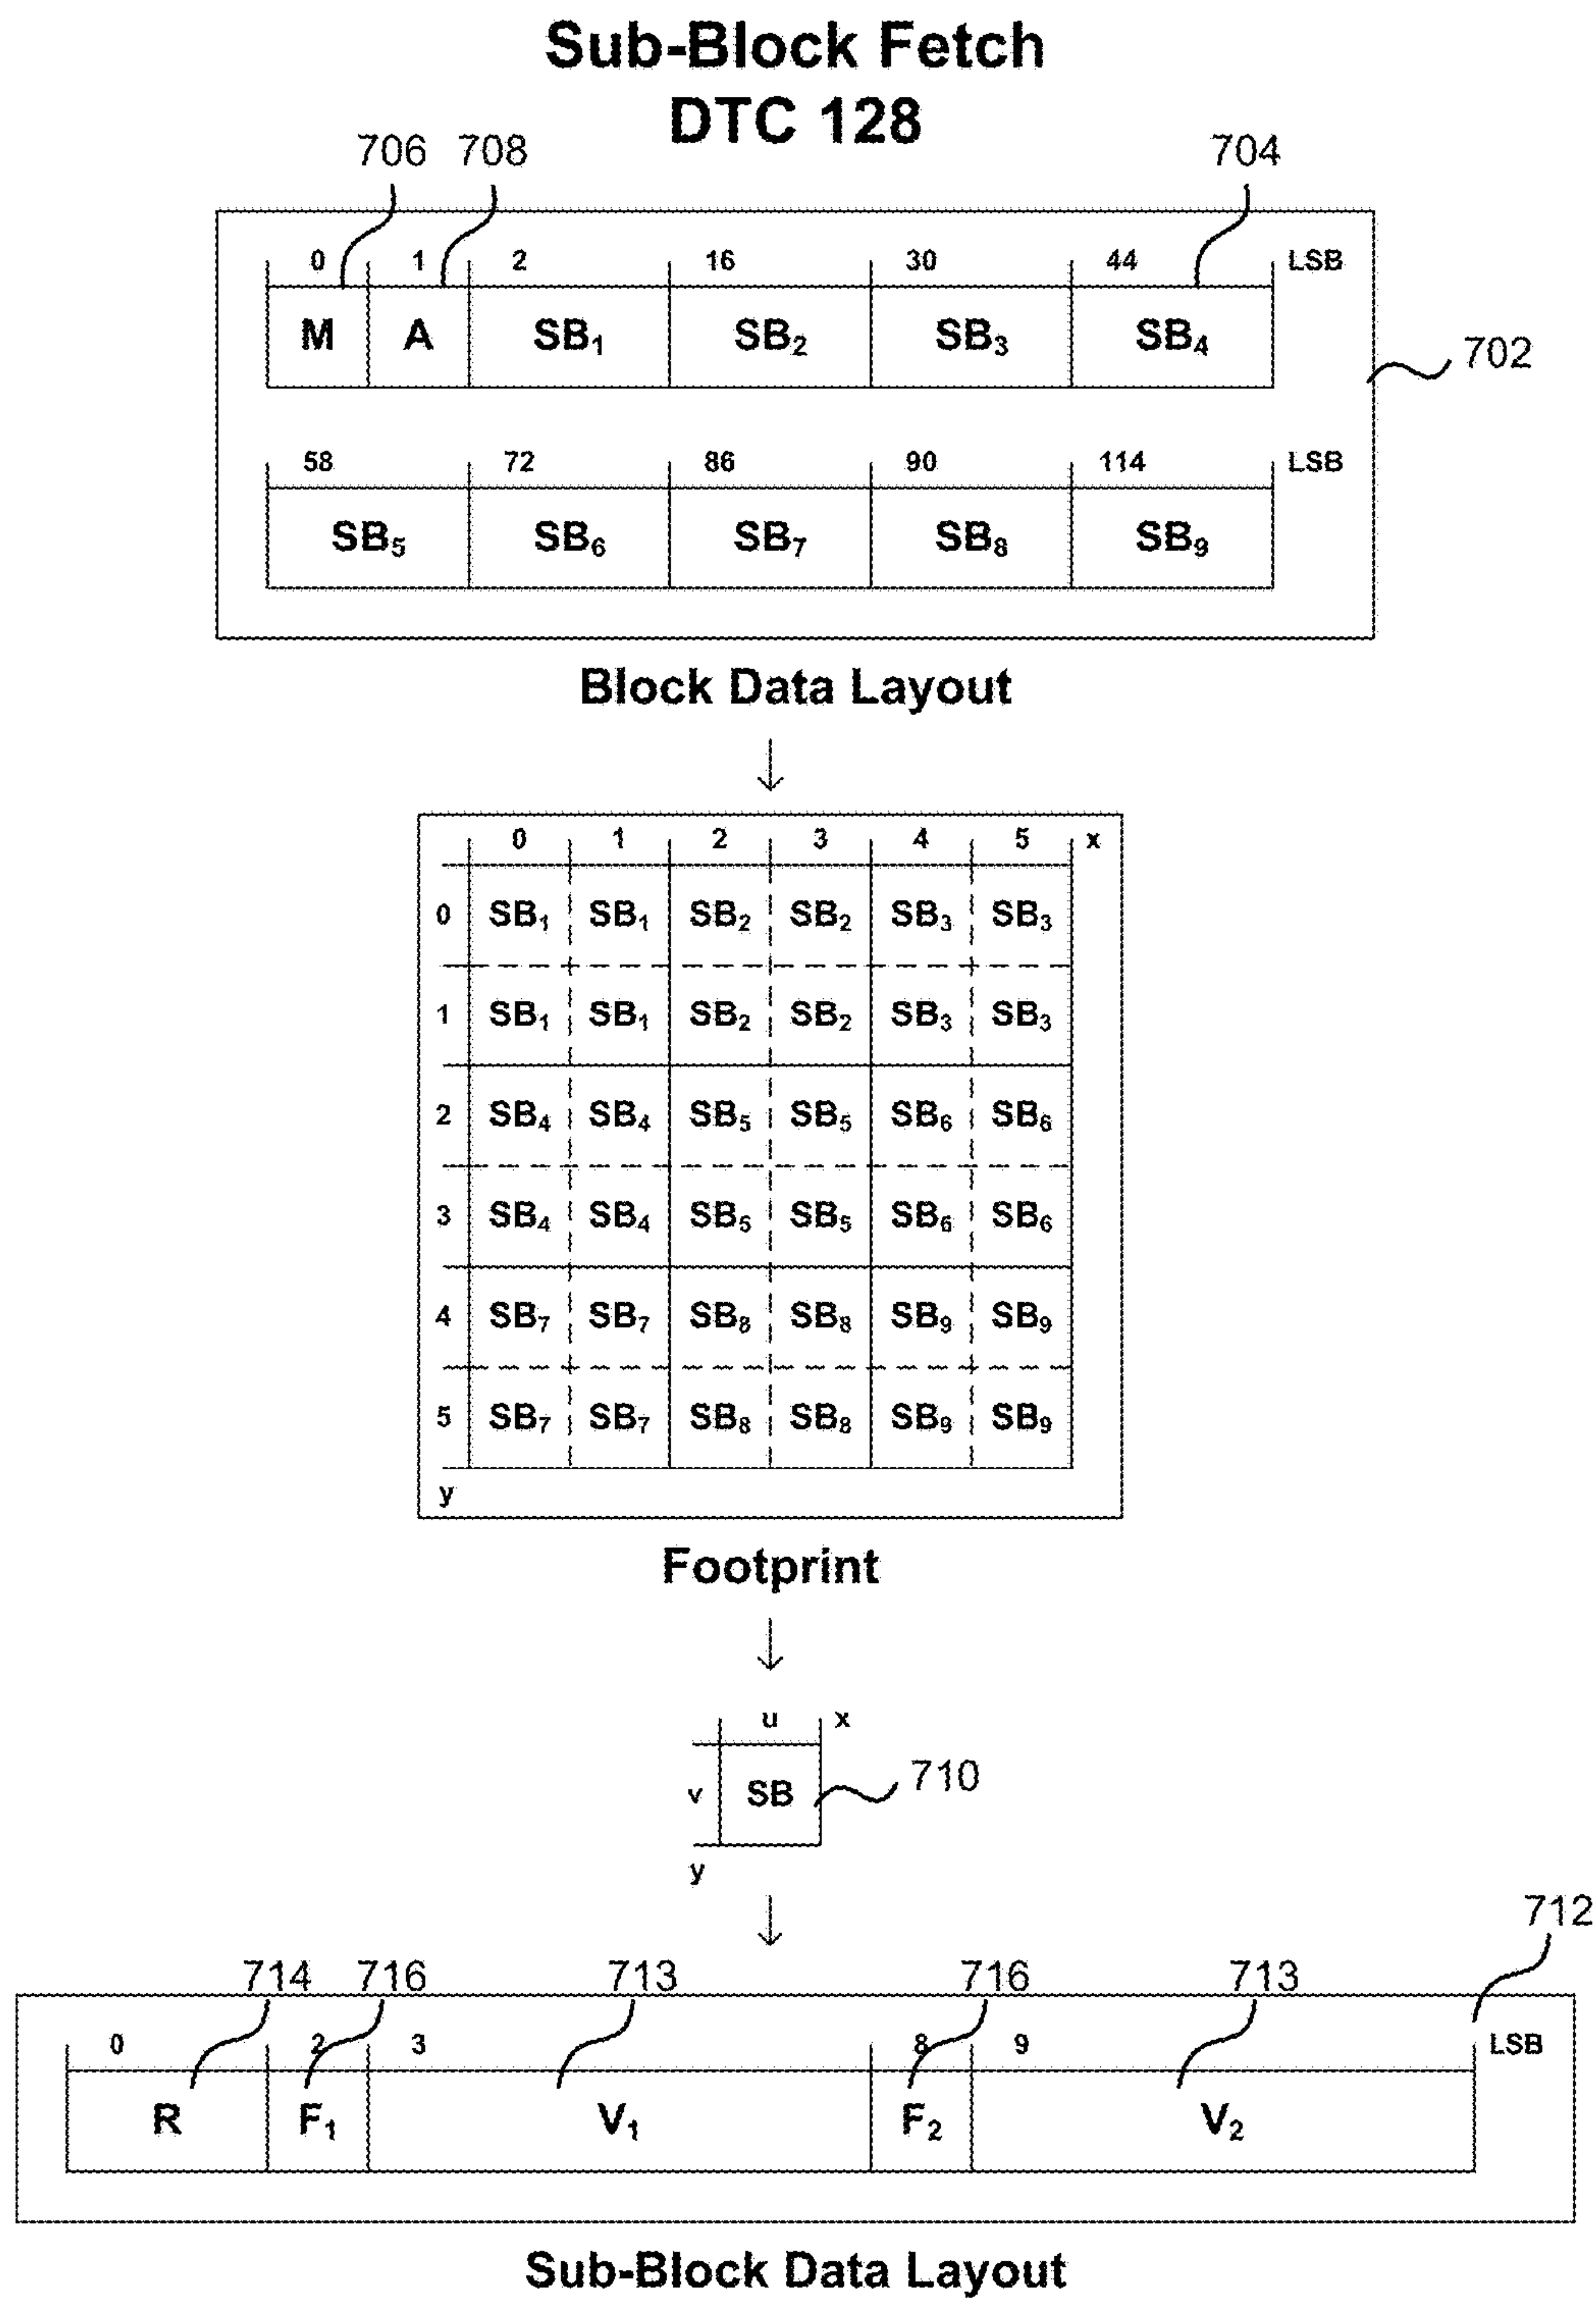 Sub-Block Fetch
DTC 128
706 708 704
0 1 2 16 30 44 LSB
M A SB₁ SB₂ SB₃ SB₄
702
58 72 86 90 114 LSB
SB₅ SB₆ SB₇ SB₈ SB₉
Block Data Layout
0 1 2 3 4 5 x
0 SB₁ SB₁ SB₂ SB₂ SB₃ SB₃
1 SB₁ SB₁ SB₂ SB₂ SB₃ SB₃
2 SB₄ SB₄ SB₅ SB₅ SB₆ SB₆
3 SB₄ SB₄ SB₅ SB₅ SB₆ SB₆
4 SB₇ SB₇ SB₈ SB₈ SB₉ SB₉
5 SB₇ SB₇ SB₈ SB₈ SB₉ SB₉
y
Footprint
u x
v SB 710
y
712
714 716 713 716 713
0 2 3 8 9 LSB
R F₁ V₁ F₂ V₂
Sub-Block Data Layout